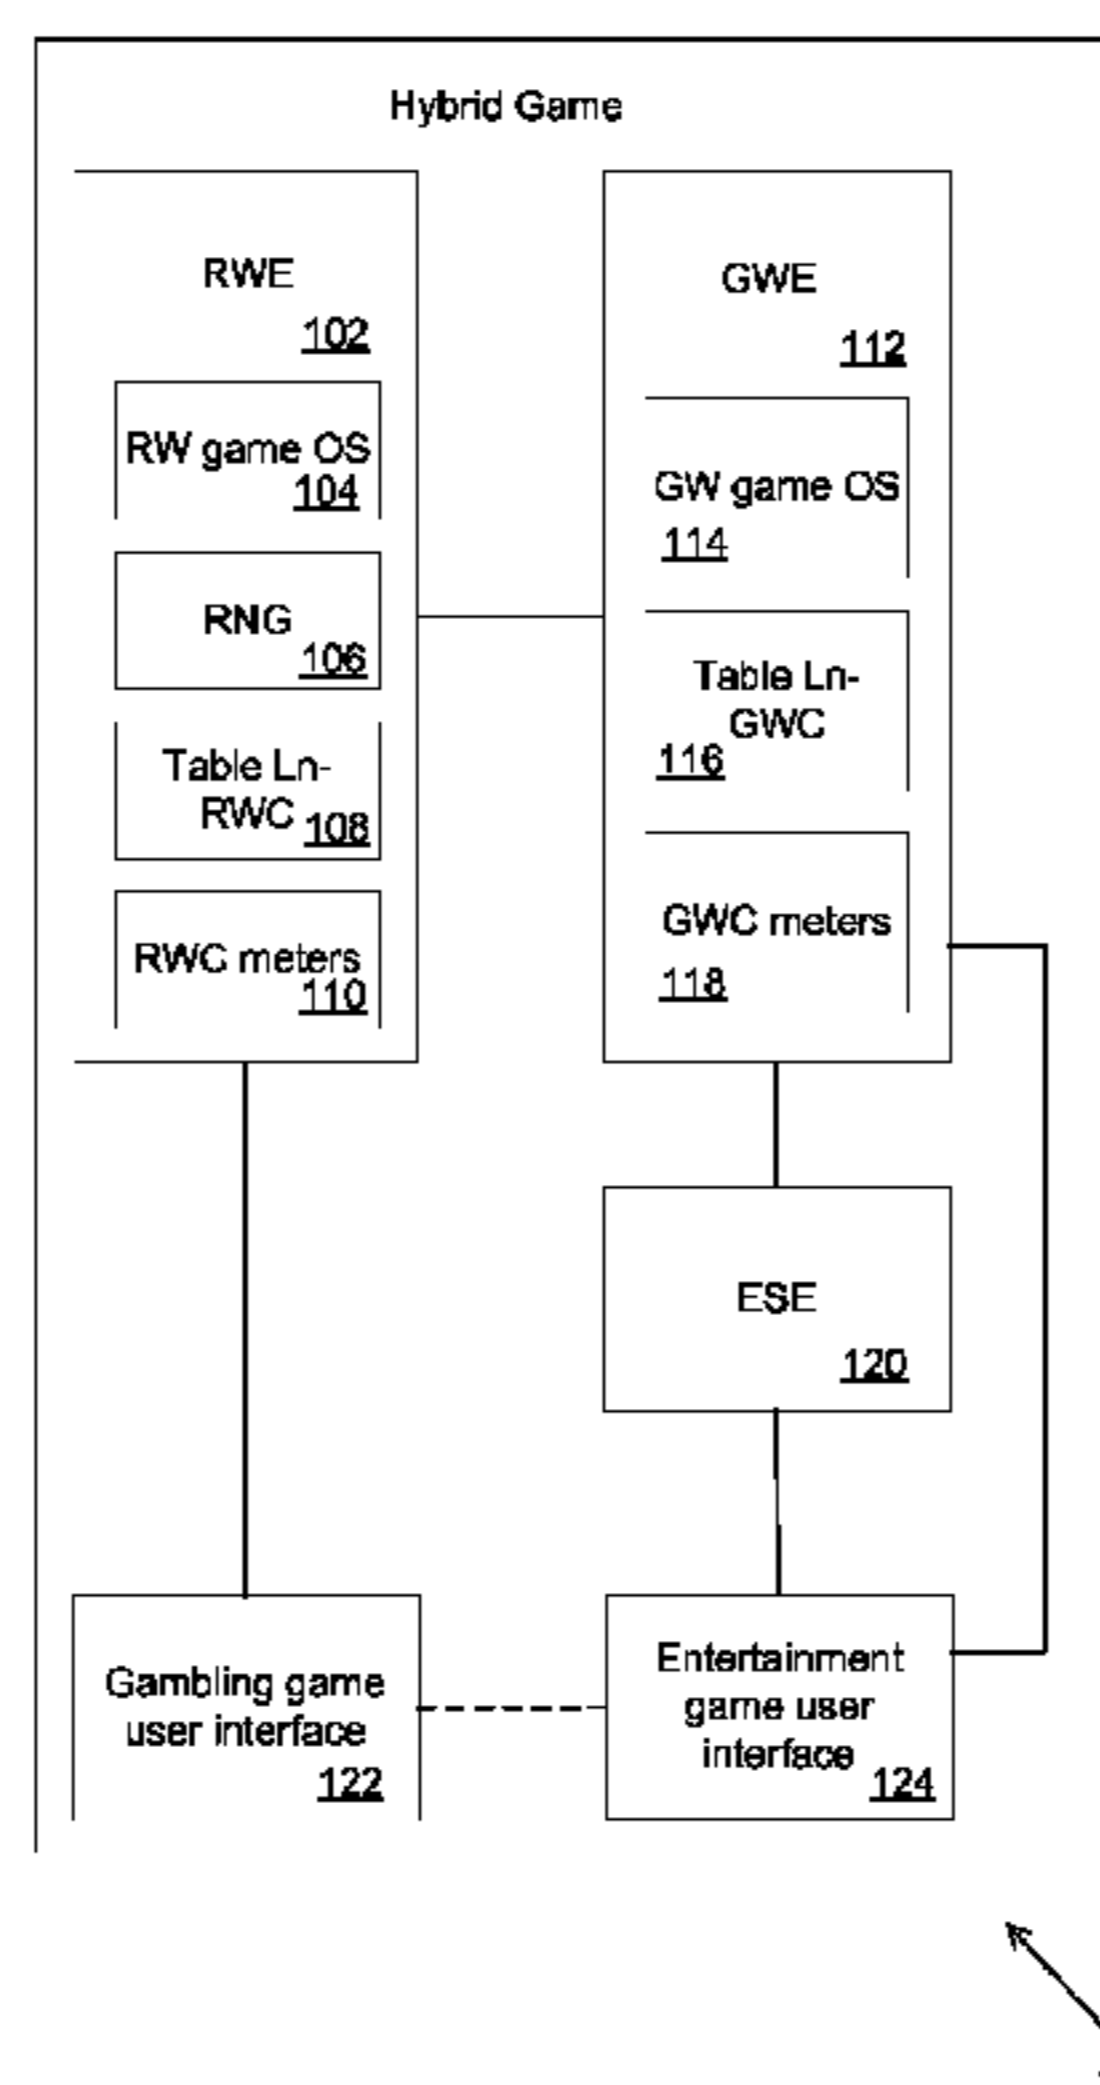 Hybrid Game
RWE
102
RW game OS
104
RNG
106
Table Ln-
RWC 108
RWC meters
110
GWE
112
GW game OS
114
Table Ln-
GWC
116
GWC meters
118
ESE
120
Gambling game
user interface
122
Entertainment
game user
interface
124